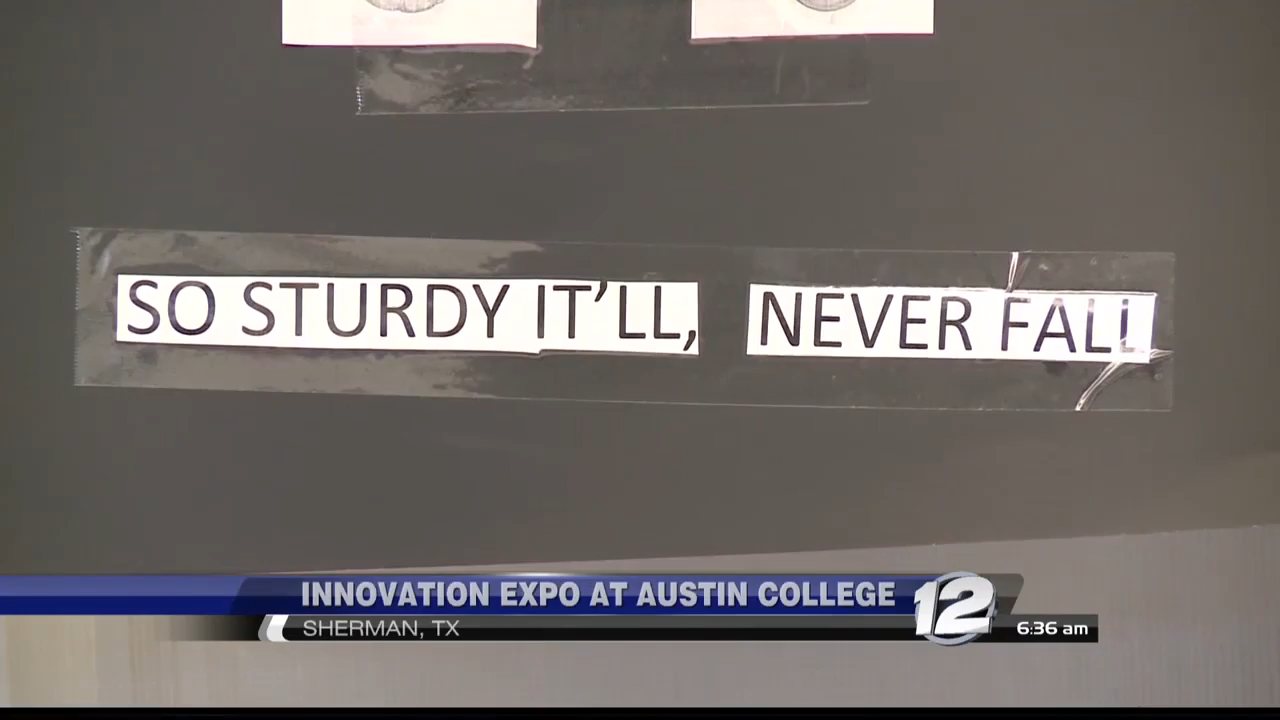 SO STURDY IT'LL, NEVER FALL
INNOVATION EXPO AT AUSTIN COLLEGE
SHERMAN, TX
12
6:36 am